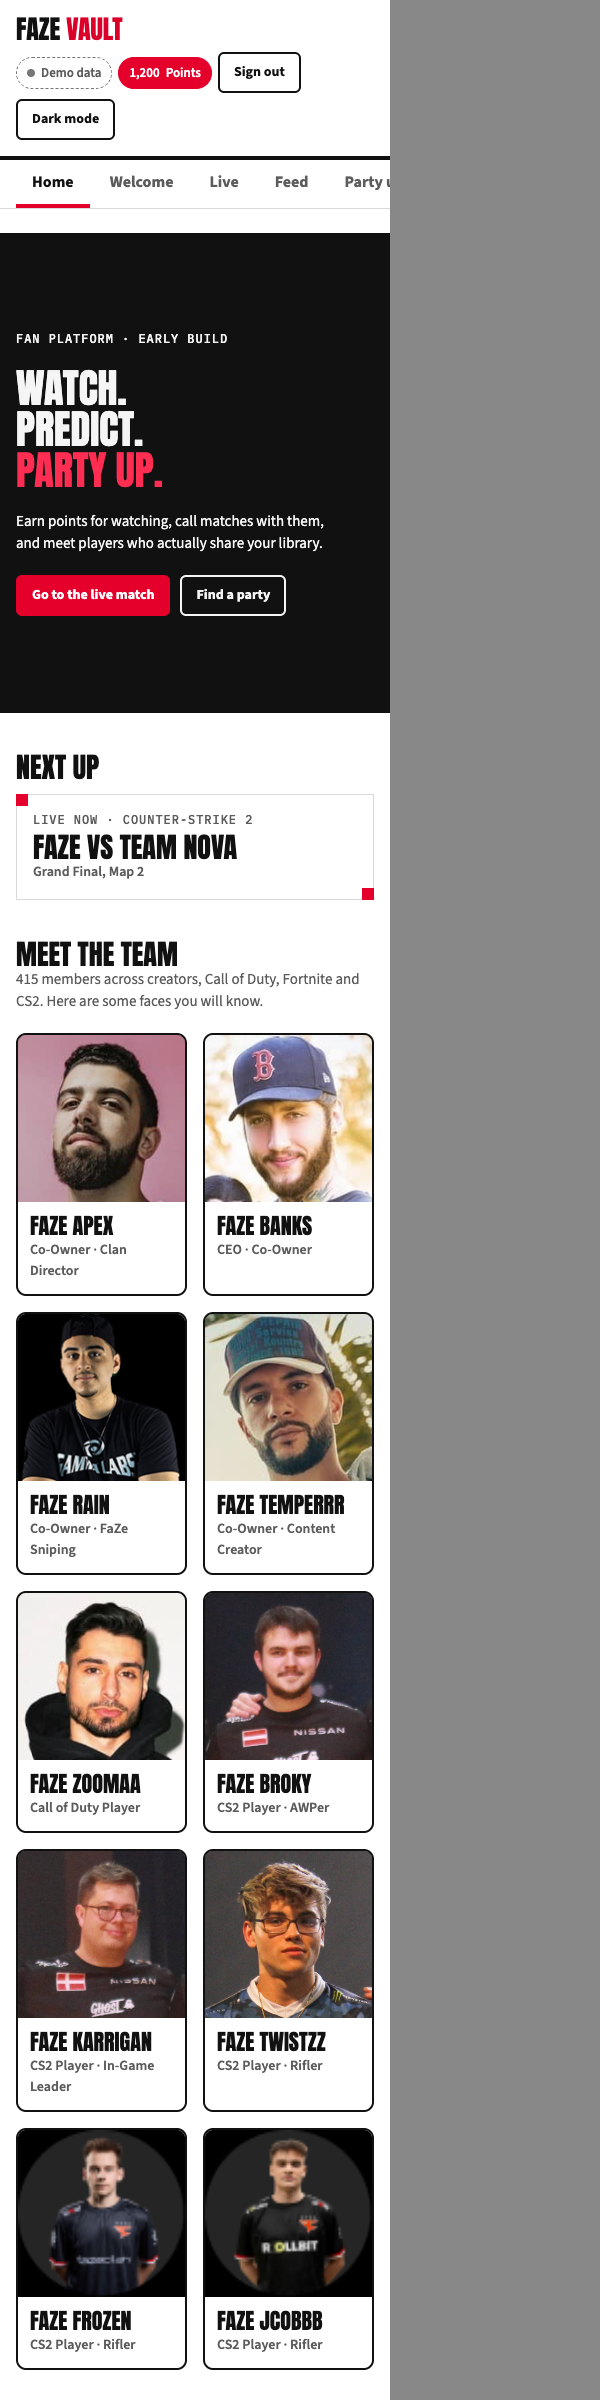 FAZE VAULT
Demo data
1,200 Points
Sign out
Dark mode
Home Welcome Live Feed Party u
FAN PLATFORM · EARLY BUILD
WATCH.
PREDICT.
PARTY UP.
Earn points for watching, call matches with them,
and meet players who actually share your library.
Go to the live match
Find a party
NEXT UP
LIVE NOW · COUNTER-STRIKE 2
FAZE VS TEAM NOVA
Grand Final, Map 2
MEET THE TEAM
415 members across creators, Call of Duty, Fortnite and
CS2. Here are some faces you will know.
B
FAZE APEX
Co-Owner · Clan
Director
FAZE BANKS
CEO · Co-Owner
FAZE RAIN
Co-Owner · FaZe
Sniping
Service
FAZE TEMPERRR
Co-Owner · Content
Creator
NISSAN
FAZE ZOOMAA
Call of Duty Player
FAZE BROKY
CS2 Player · AWPer
NISSAN
GHOST
FAZE KARRIGAN
CS2 Player · In-Game
Leader
FAZE TWISTZZ
CS2 Player · Rifler
ROLLBIT
FAZE FROZEN
CS2 Player · Rifler
FAZE JCOBBB
CS2 Player · Rifler